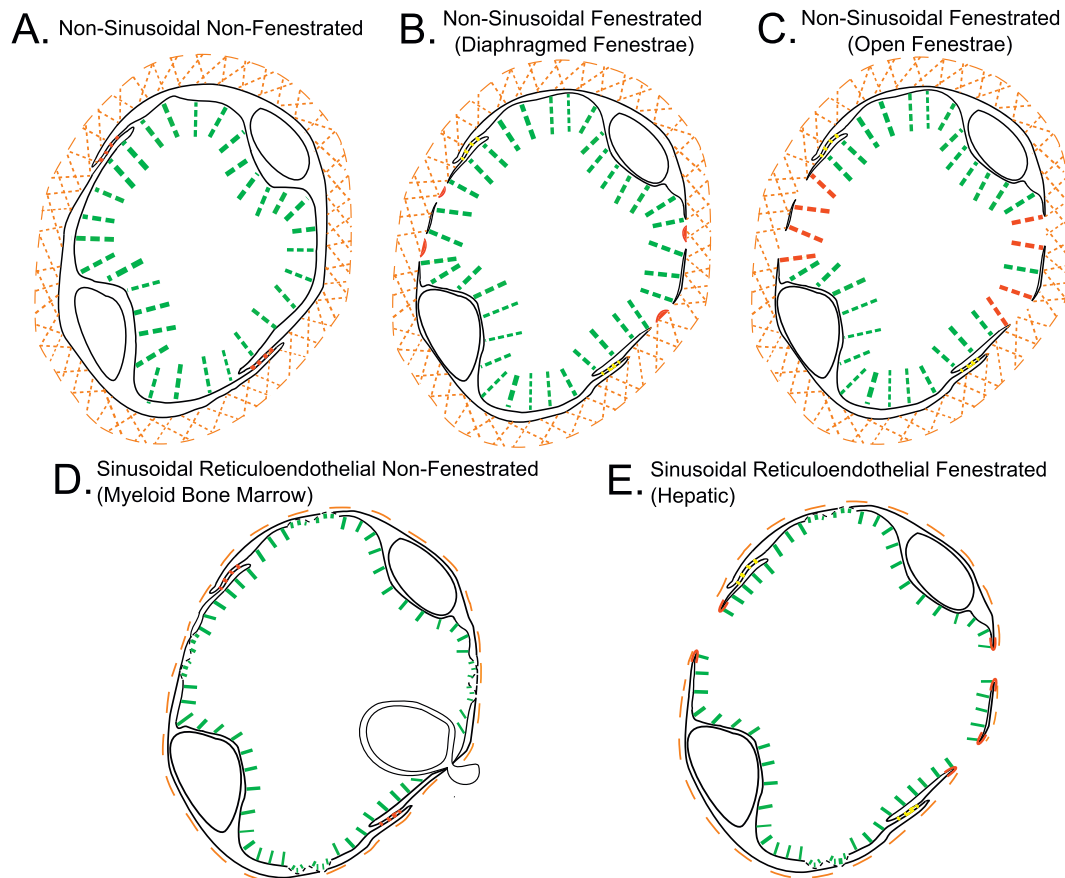 A. Non-Sinusoidal Non-Fenestrated
B. Non-Sinusoidal Fenestrated
(Diaphragmed Fenestrae)
C. Non-Sinusoidal Fenestrated
(Open Fenestrae)
D. Sinusoidal Reticuloendothelial Non-Fenestrated
(Myeloid Bone Marrow)
E. Sinusoidal Reticuloendothelial Fenestrated
(Hepatic)